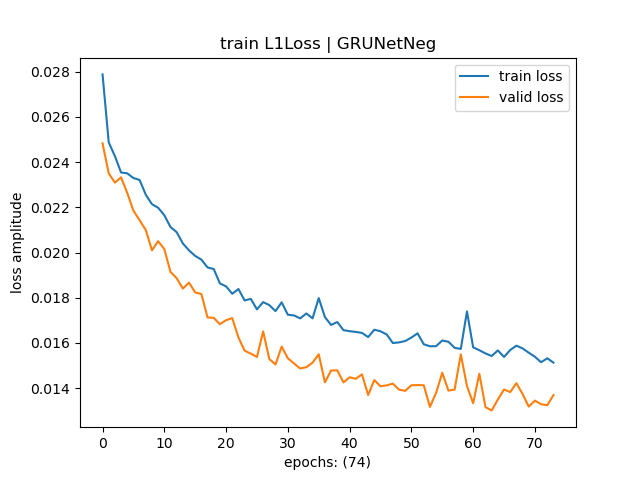 train L1Loss | GRUNetNeg
train loss
valid loss
loss amplitude
0.028
0.026
0.024
0.022
0.020
0.018
0.016
0.014
0 10 20 30 40 50 60 70
epochs: (74)